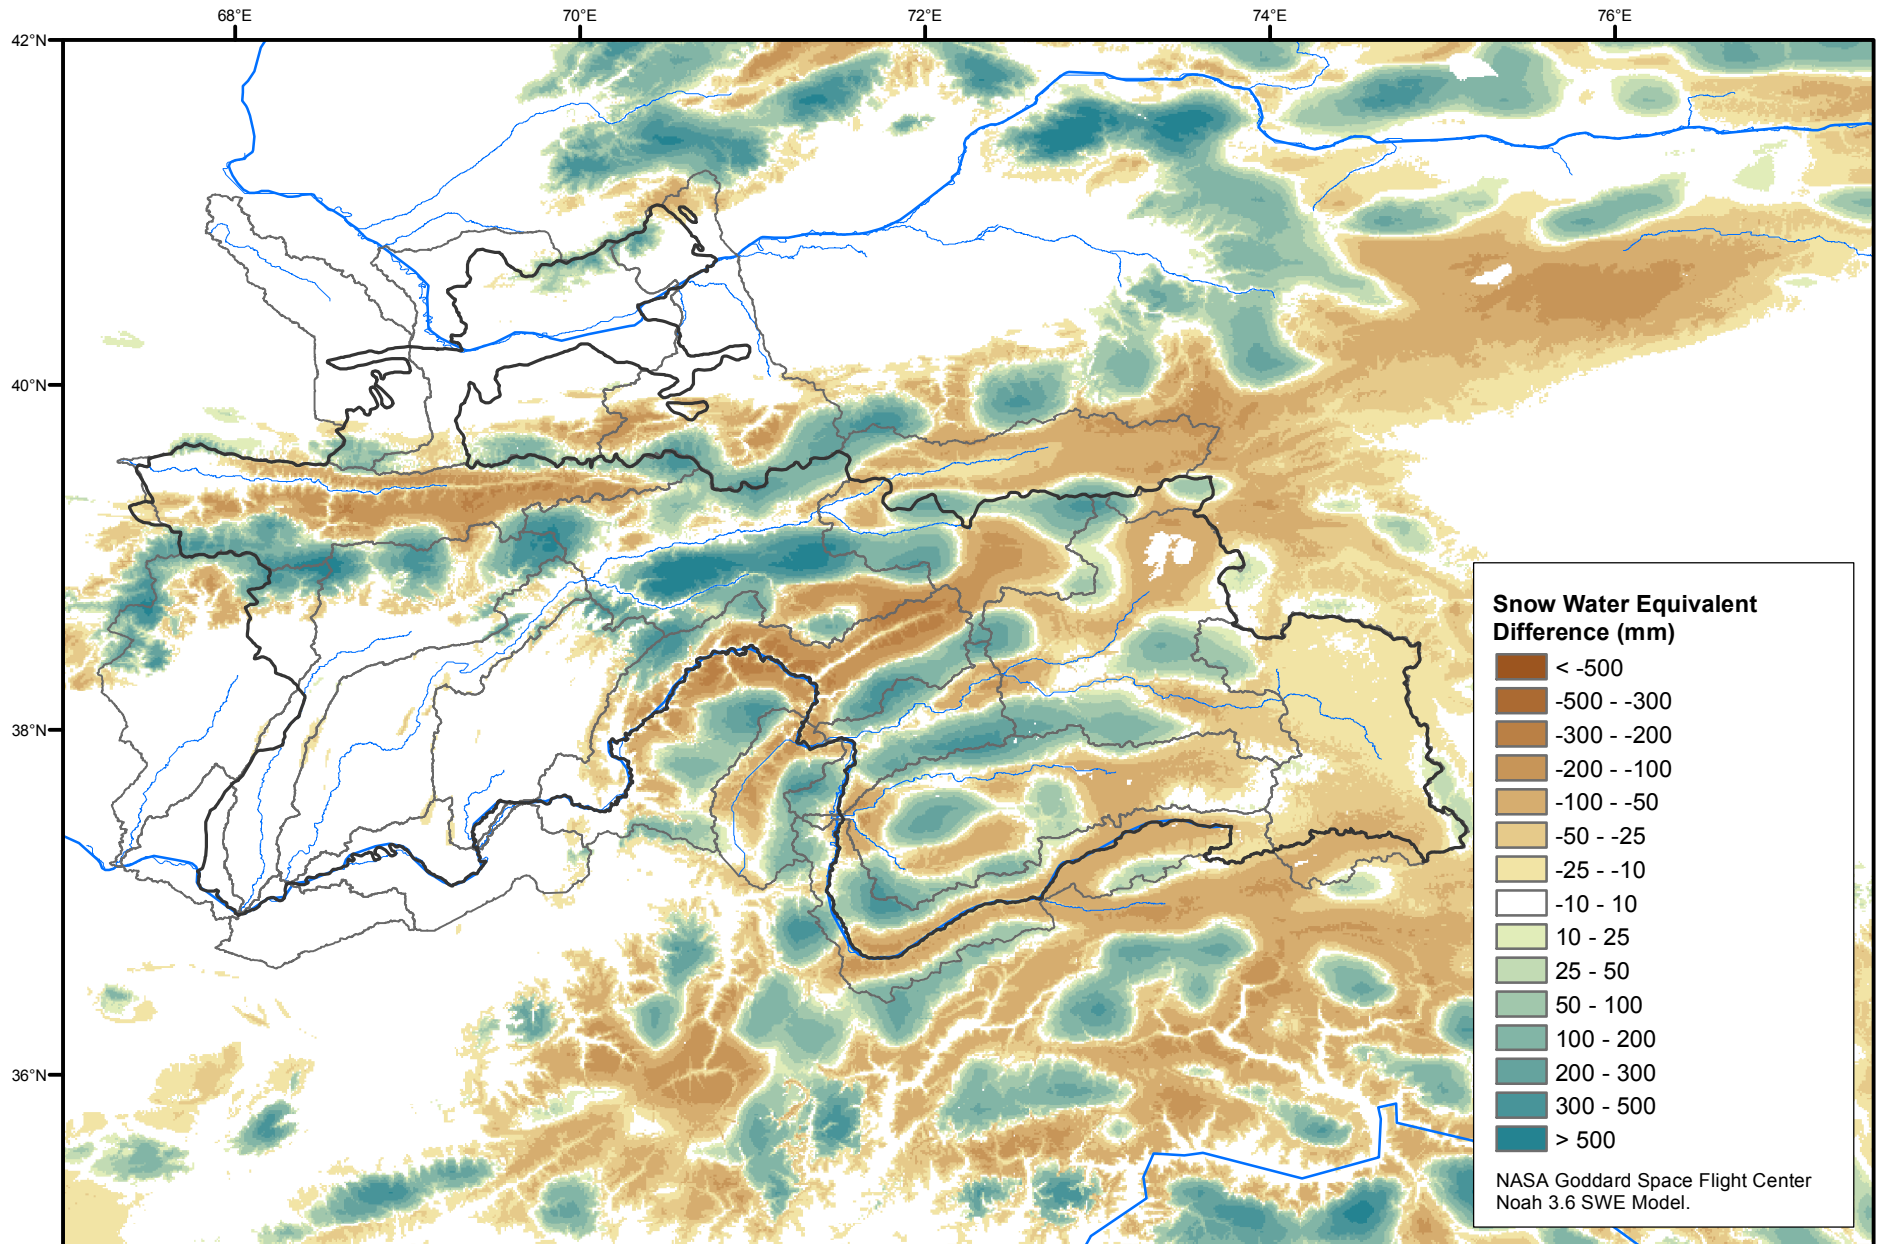 68°E
70°E
72°E
74°E
76°E
42°N
40°N
38°N
36°N
Snow Water Equivalent
Difference (mm)
< -500
-500 - -300
-300 - -200
-200 - -100
-100 - -50
-50 - -25
-25 - -10
-10 - 10
10 - 25
25 - 50
50 - 100
100 - 200
200 - 300
300 - 500
> 500
NASA Goddard Space Flight Center
Noah 3.6 SWE Model.